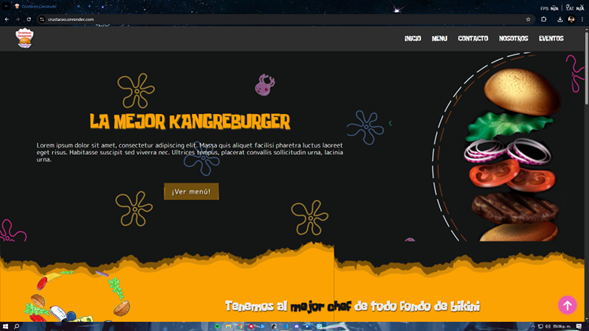 crustaceo.onrender.com
INICIO MENU CONTACTO NOSOTROS EVENTOS
LA MEJOR KANGREBURGER
Lorem ipsum dolor sit amet, consectetur adipiscing elit. Massa quis aliquet facilisi pharetra luctus laoreet
eget risus. Habitasse suscipit sed viverra nec. Ultrices tempus, placerat convallis sollicitudin urna, lacinia
urna.
¡Ver menú!
Tenemos al mejor chef de todo fondo de bikini